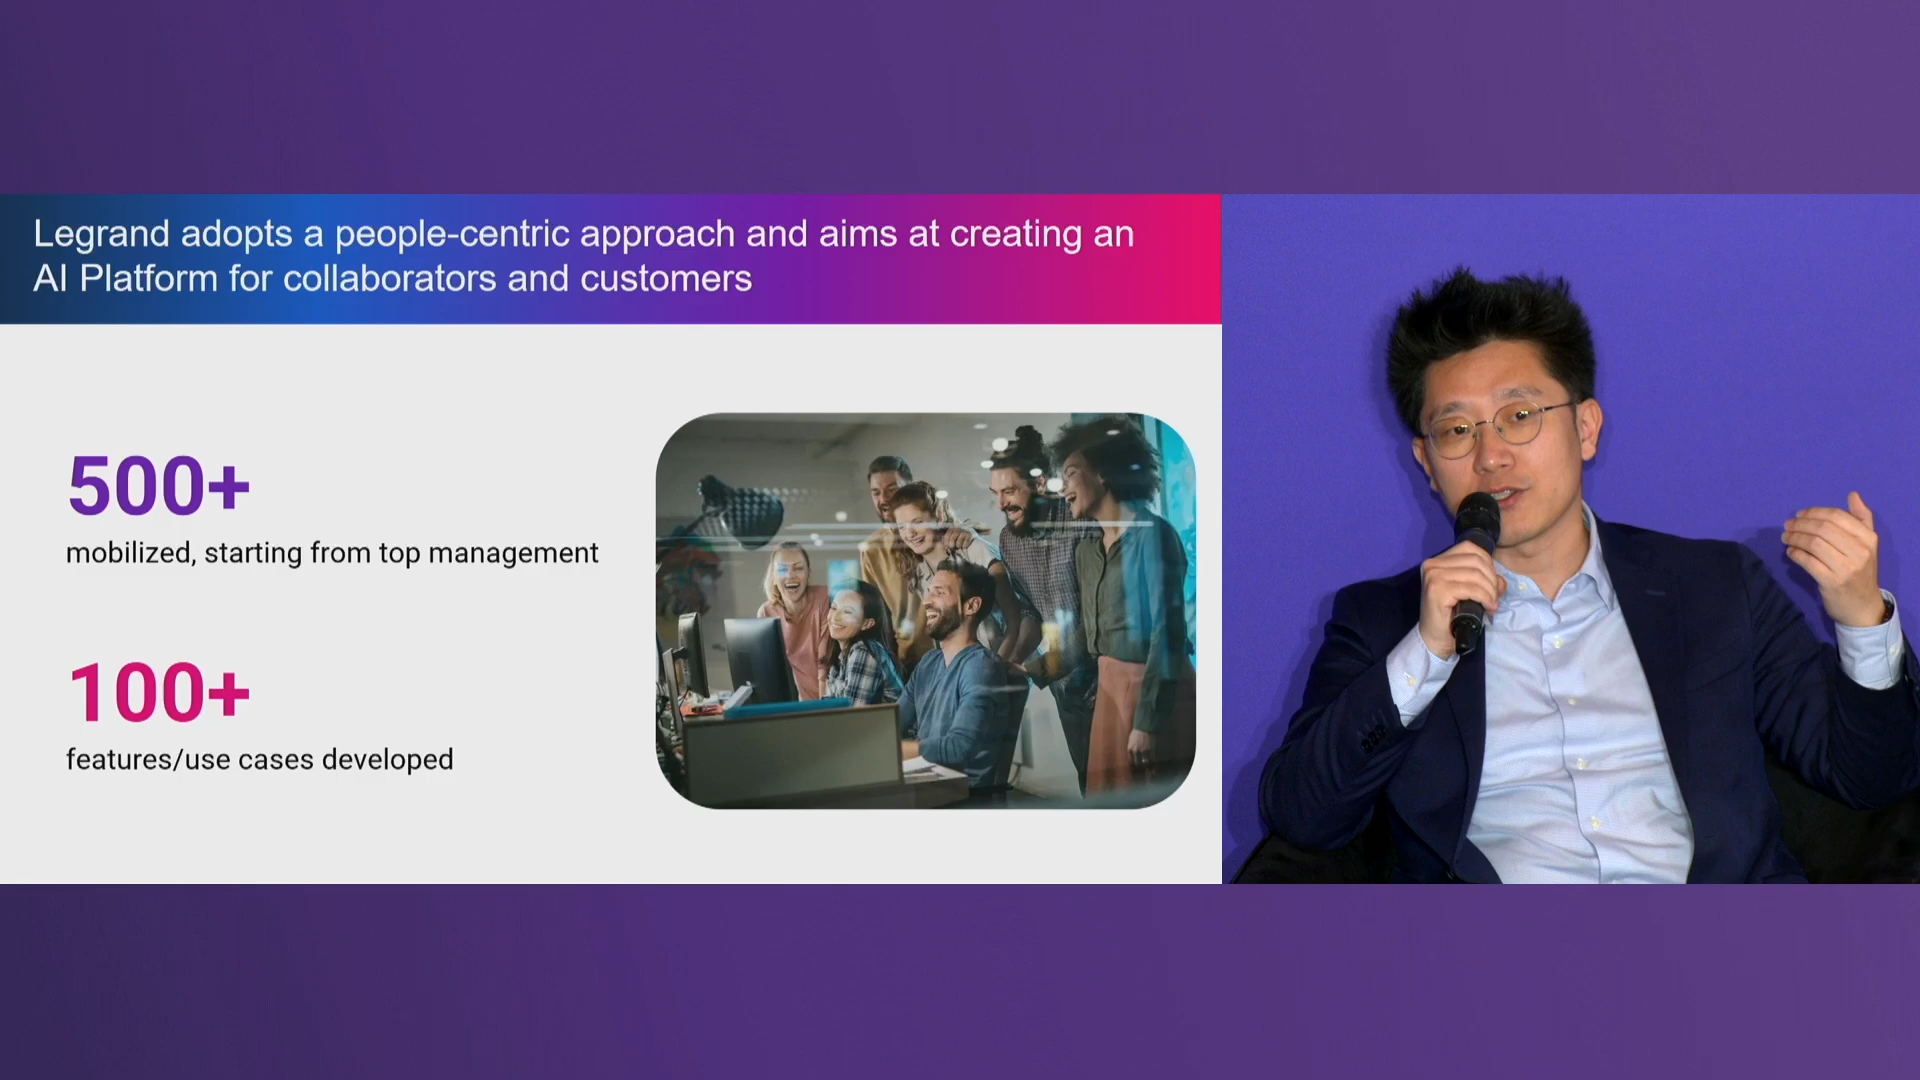 Legrand adopts a people-centric approach and aims at creating an
AI Platform for collaborators and customers
500+
mobilized, starting from top management
100+
features/use cases developed